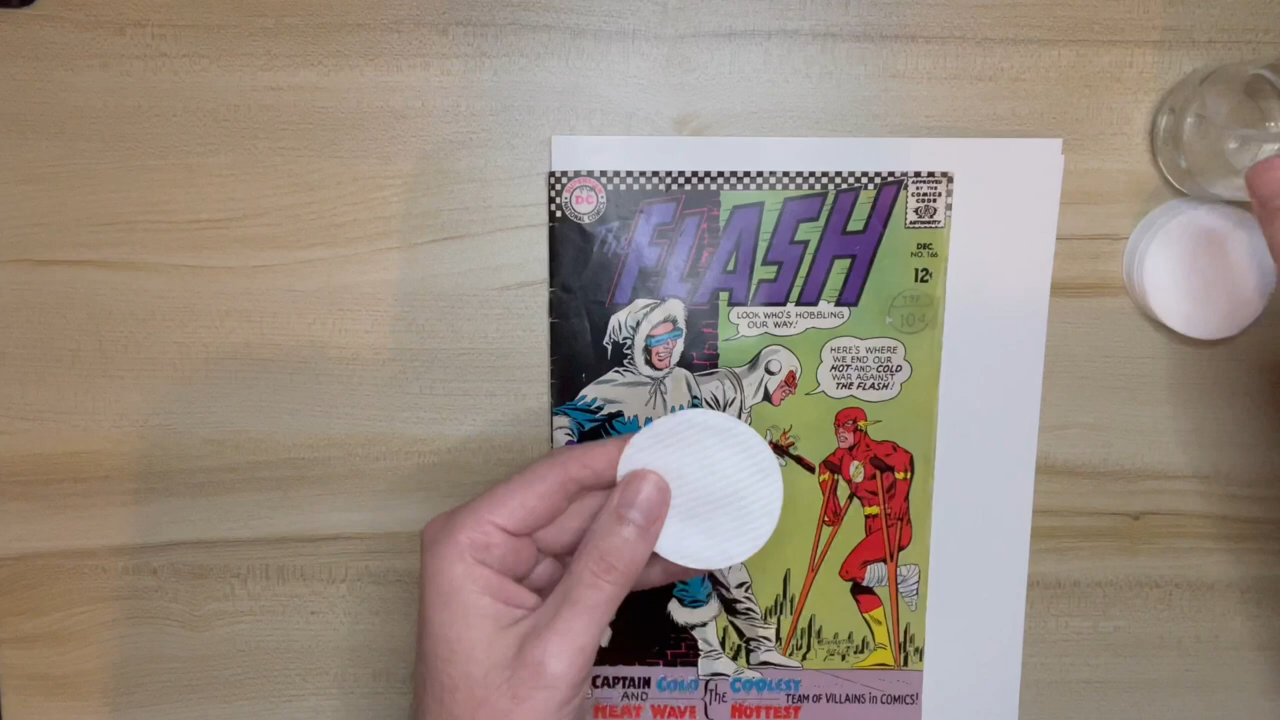 SUPERMAN
DC
NATIONAL COMICS
The FLASH
APPROVED
BY THE
COMICS
CODE
AUTHORITY
DEC.
NO. 166
12¢
10¢
LOOK WHO'S HOBBLING
OUR WAY!
HERE'S WHERE
WE END OUR
HOT-AND-COLD
WAR AGAINST
THE FLASH!
CAPTAIN COLD
AND
HEAT WAVE
The
COOLEST
HOTTEST
TEAM OF VILLAINS in COMICS!